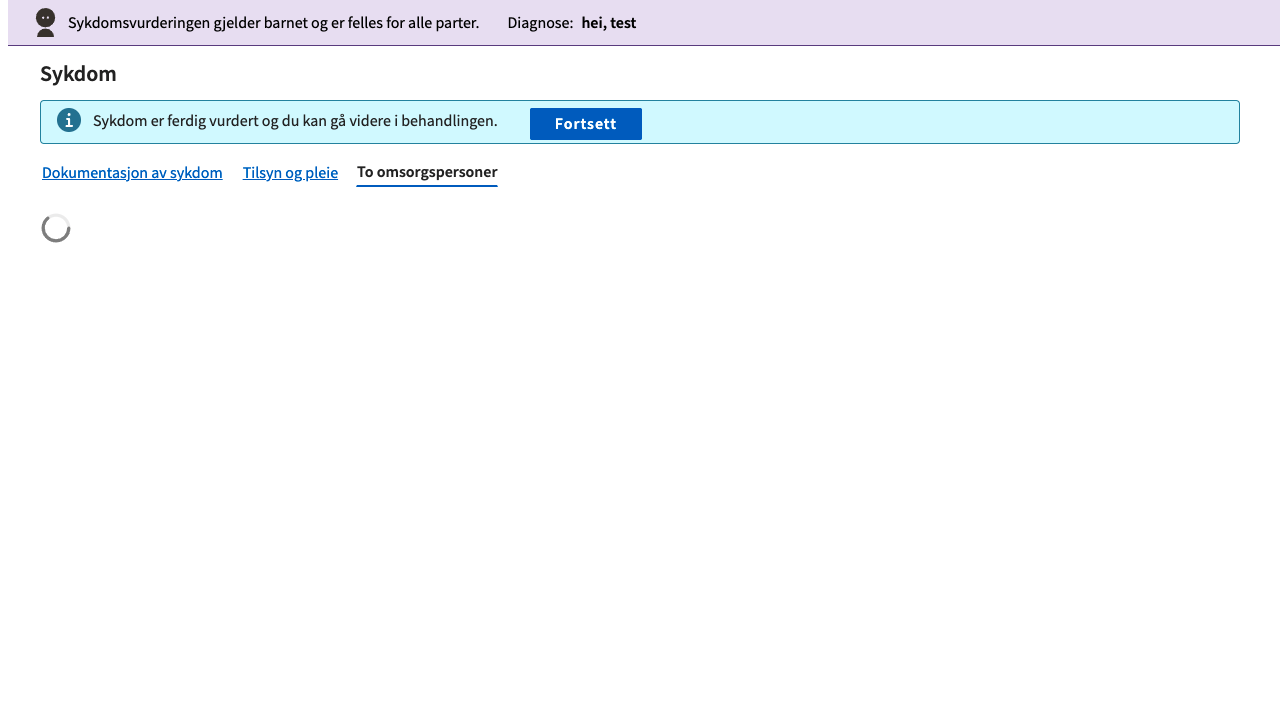 Sykdomsvurderingen gjelder barnet og er felles for alle parter. Diagnose: hei, test
Sykdom
Sykdom er ferdig vurdert og du kan gå videre i behandlingen. Fortsett
Dokumentasjon av sykdom Tilsyn og pleie To omsorgspersoner